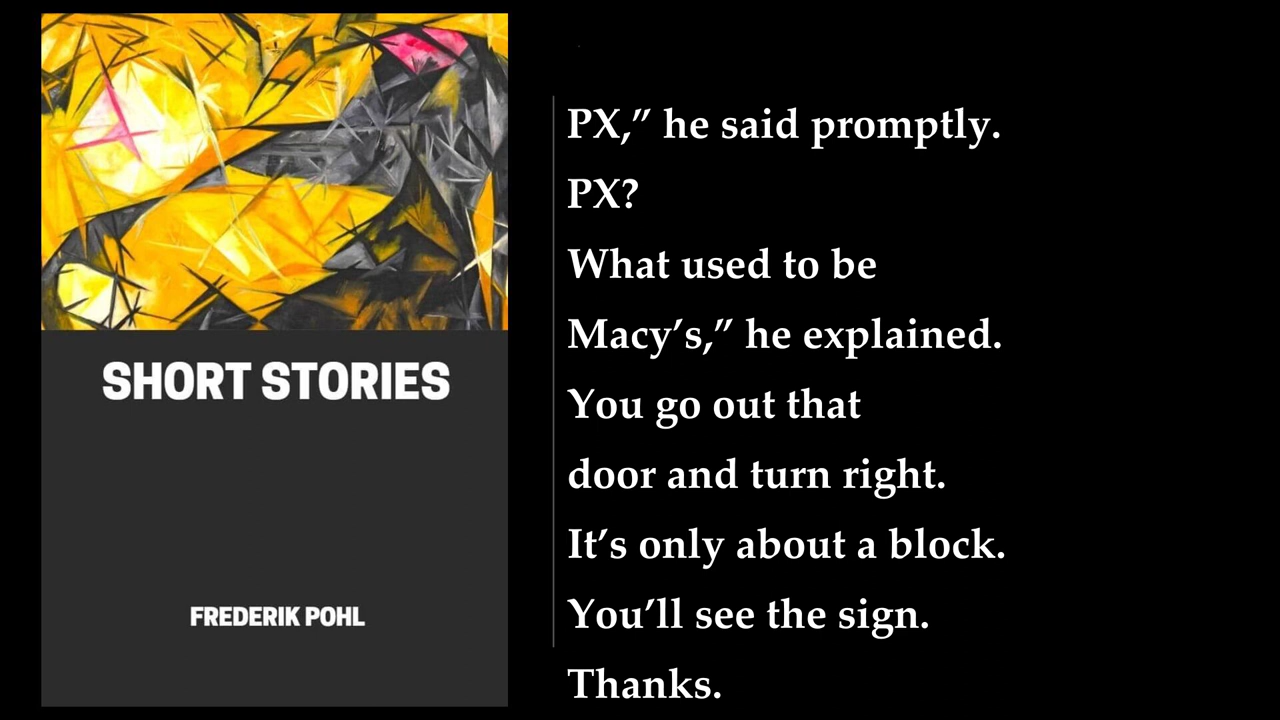 SHORT STORIES
FREDERIK POHL
PX,” he said promptly.
PX?
What used to be
Macy’s,” he explained.
You go out that
door and turn right.
It’s only about a block.
You’ll see the sign.
Thanks.